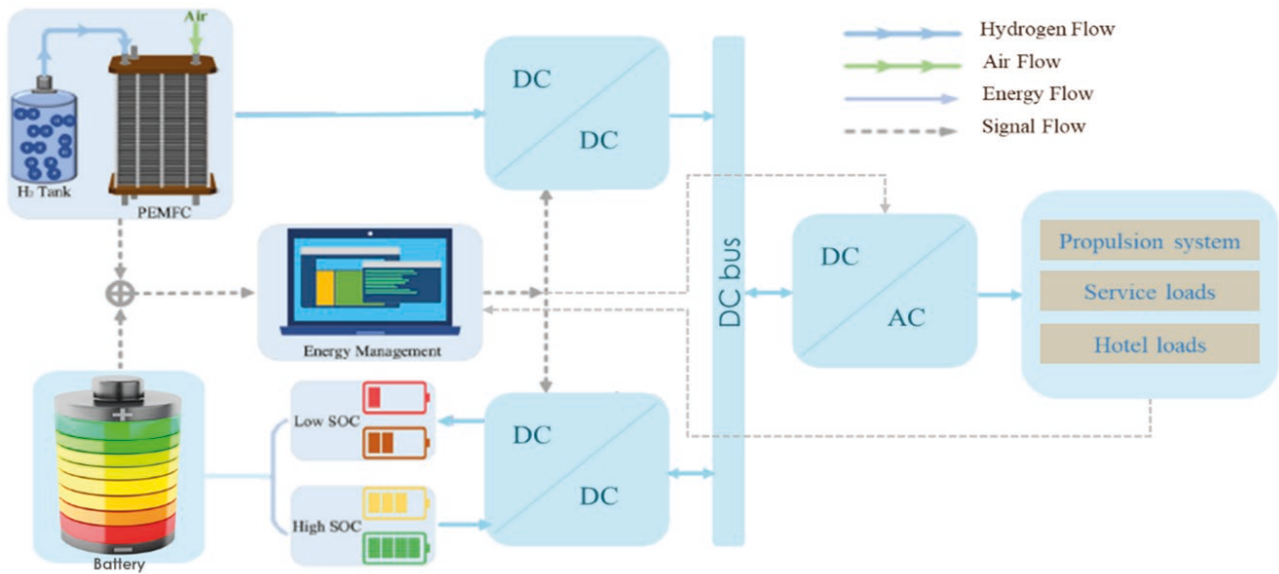 Air
H₂ Tank
PEMFC
DC
DC
Hydrogen Flow
Air Flow
Energy Flow
Signal Flow
Energy Management
DC bus
DC
AC
Propulsion system
Service loads
Hotel loads
+
Battery
Low SOC
High SOC
DC
DC